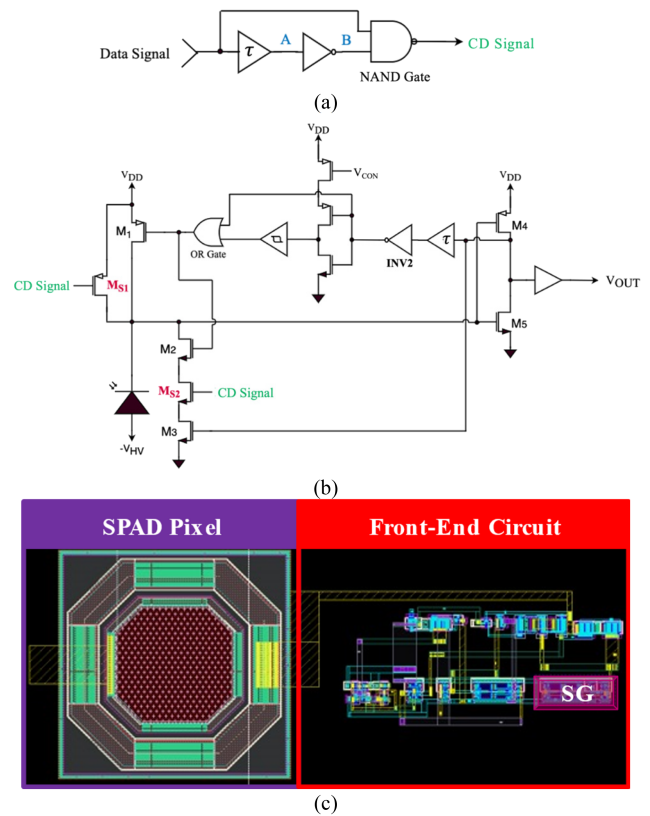 Data Signal
τ
A
B
NAND Gate
CD Signal
(a)
VDD
VDD
VCON
VDD
M1
OR Gate
INV2
τ
M4
CD Signal
MS1
VOUT
M5
M2
MS2
CD Signal
M3
-VHV
(b)
SPAD Pixel
Front-End Circuit
SG
(c)